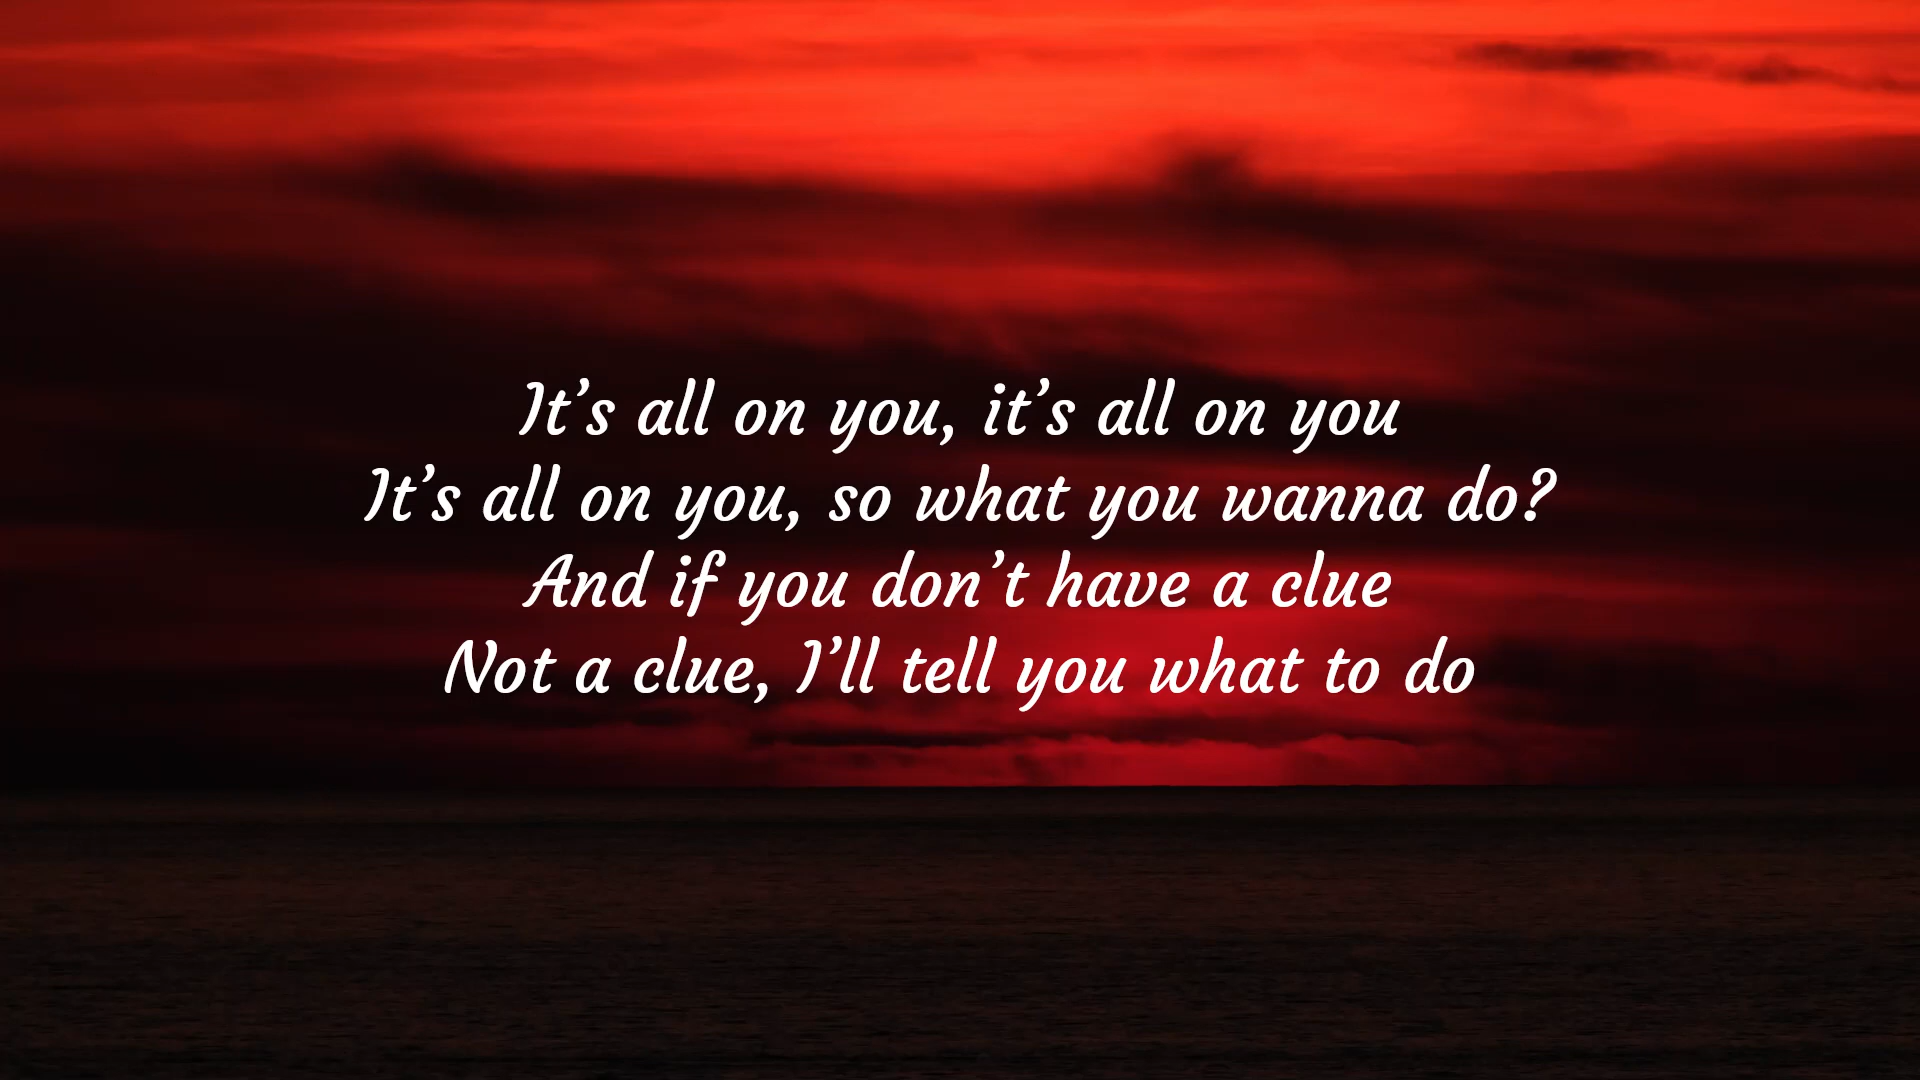 It’s all on you, it’s all on you
It’s all on you, so what you wanna do?
And if you don’t have a clue
Not a clue, I’ll tell you what to do